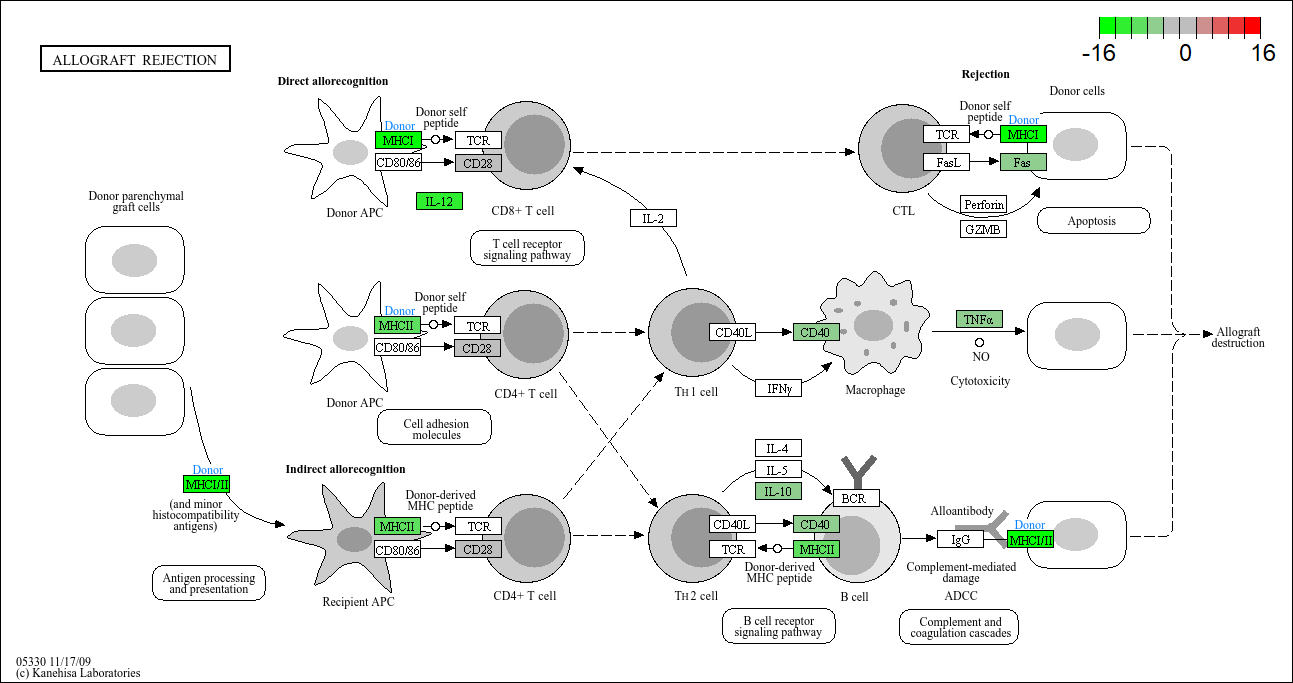 -16
0
16
ALLOGRAFT REJECTION
Direct allorecognition
Donor self
peptide
Donor
MHCI
TCR
CD80/86
CD28
IL-12
Donor APC
CD8+ T cell
T cell receptor
signaling pathway
IL-2
Rejection
Donor cells
Donor self
peptide
Donor
TCR
MHCI
FasL
Fas
Perforin
GZMB
CTL
Apoptosis
Donor parenchymal
graft cells
Donor self
peptide
Donor
MHCII
TCR
CD80/86
CD28
Donor APC
CD4+ T cell
Cell adhesion
molecules
CD40L
CD40
IFNγ
TH1 cell
Macrophage
TNFα
NO
Cytotoxicity
Allograft
destruction
Donor
MHCI/II
(and minor
histocompatibility
antigens)
Antigen processing
and presentation
Indirect allorecognition
Donor-derived
MHC peptide
MHCII
TCR
CD80/86
CD28
Recipient APC
CD4+ T cell
IL-4
IL-5
IL-10
BCR
CD40L
CD40
TCR
MHCII
Donor-derived
MHC peptide
TH2 cell
B cell
B cell receptor
signaling pathway
Alloantibody
IgG
Donor
MHCI/II
Complement-mediated
damage
ADCC
Complement and
coagulation cascades
05330 11/17/09
(c) Kanehisa Laboratories